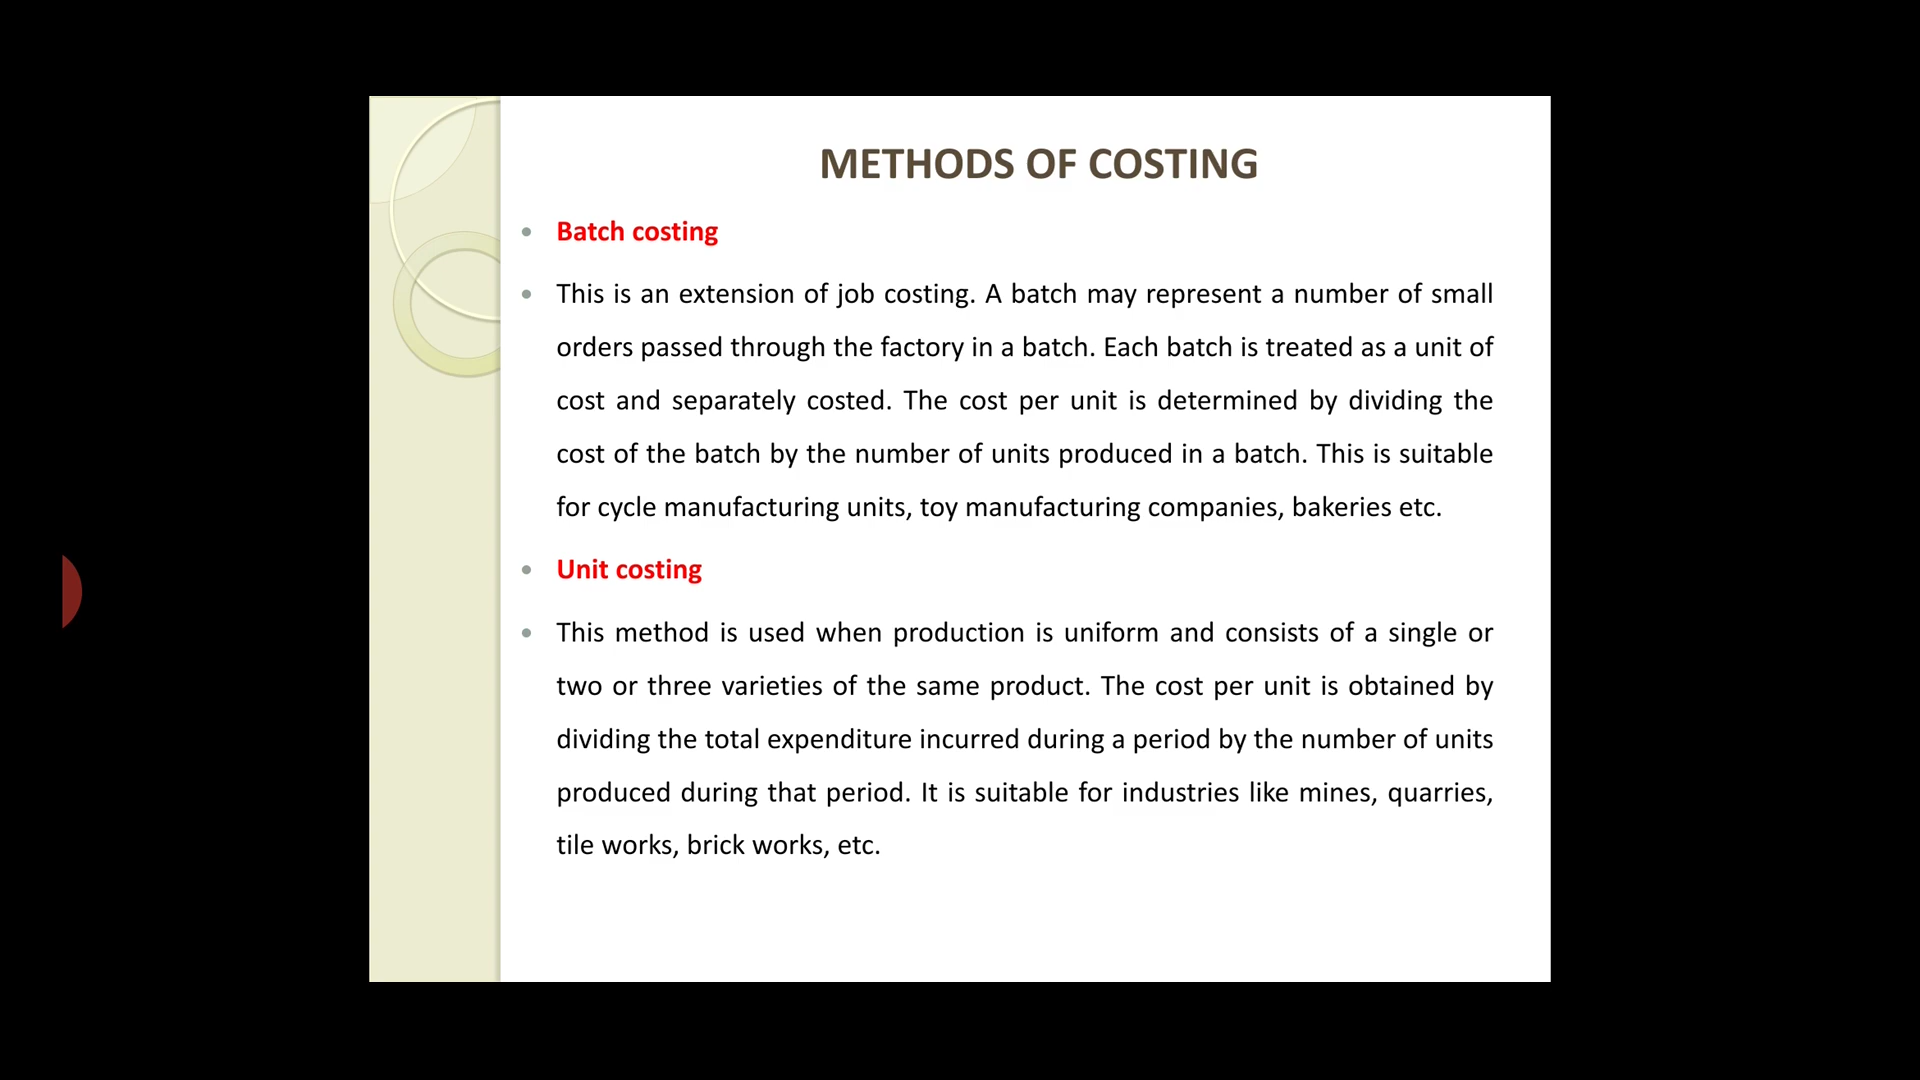 METHODS OF COSTING
• Batch costing
• This is an extension of job costing. A batch may represent a number of small
orders passed through the factory in a batch. Each batch is treated as a unit of
cost and separately costed. The cost per unit is determined by dividing the
cost of the batch by the number of units produced in a batch. This is suitable
for cycle manufacturing units, toy manufacturing companies, bakeries etc.
• Unit costing
• This method is used when production is uniform and consists of a single or
two or three varieties of the same product. The cost per unit is obtained by
dividing the total expenditure incurred during a period by the number of units
produced during that period. It is suitable for industries like mines, quarries,
tile works, brick works, etc.